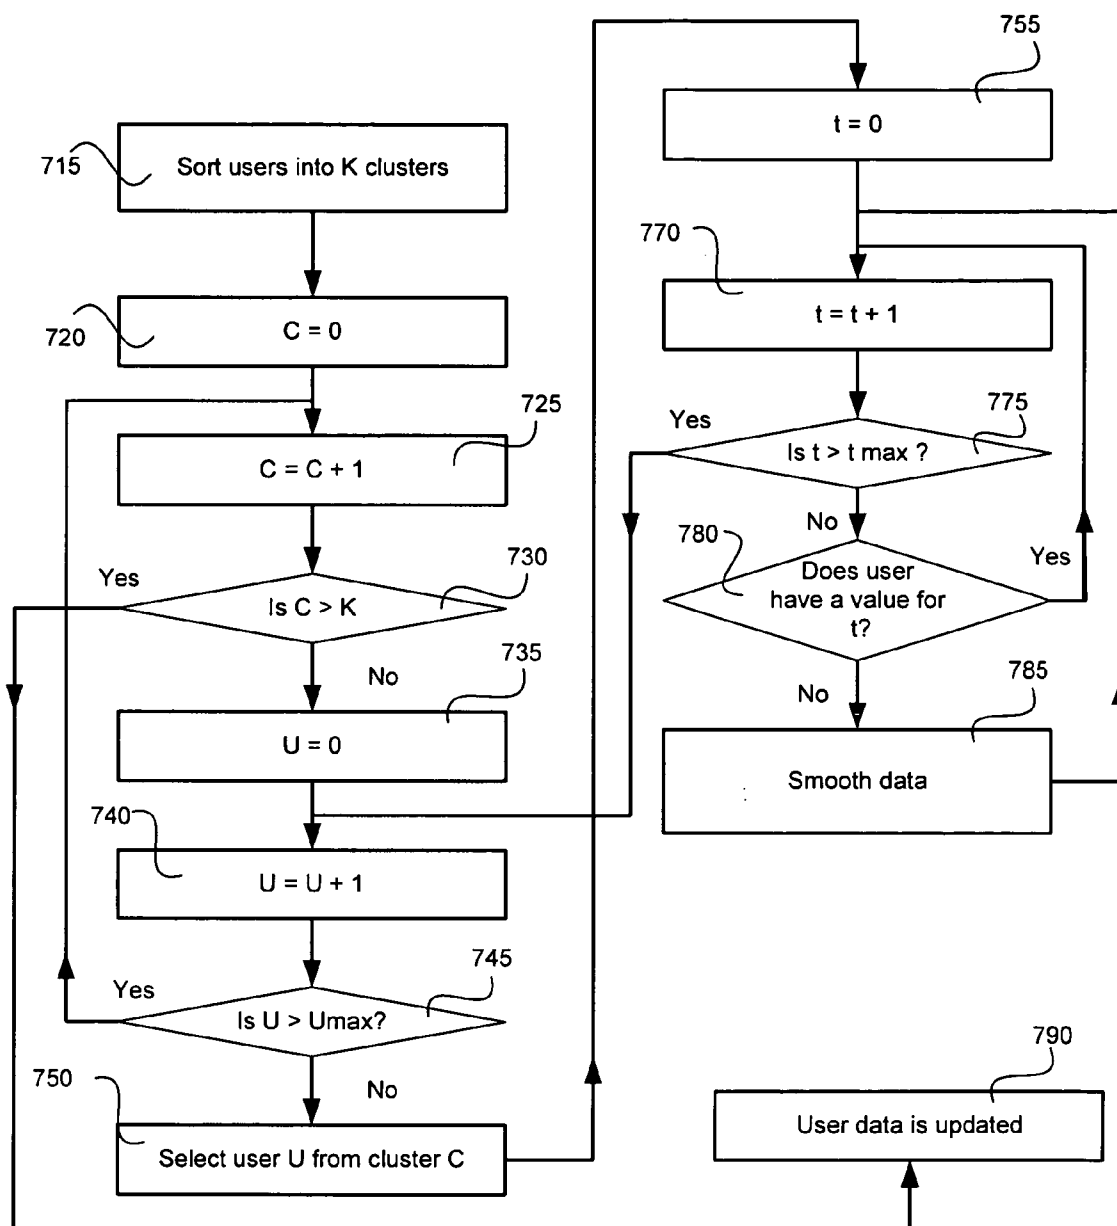 715
Sort users into K clusters
720
C = 0
725
C = C + 1
730
Yes
Is C > K
No
735
U = 0
740
U = U + 1
745
Yes
Is U > Umax?
No
750
Select user U from cluster C
755
t = 0
770
t = t + 1
775
Yes
Is t > t max ?
No
780
Does user
have a value for
t?
Yes
No
785
Smooth data
790
User data is updated